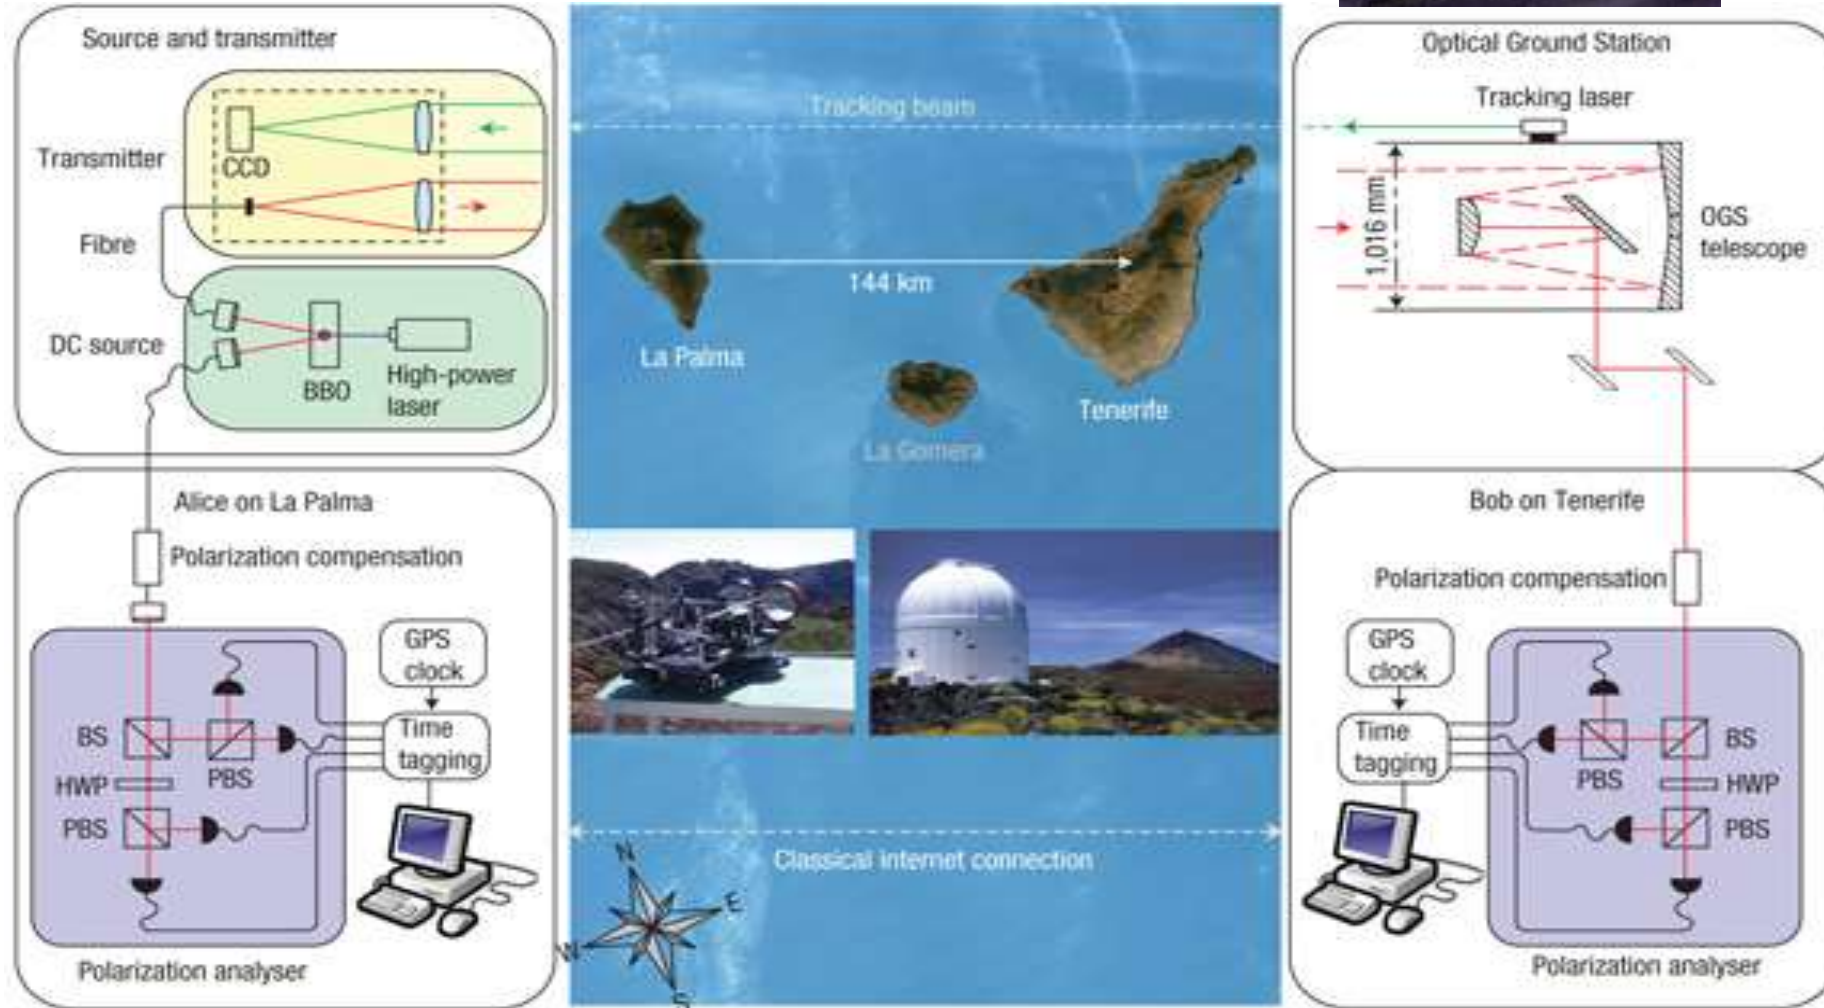 Source and transmitter
Transmitter
CCD
Fibre
DC source
BBO
High-power
laser
Alice on La Palma
Polarization compensation
GPS
clock
Time
tagging
BS
PBS
HWP
PBS
Polarization analyser
Tracking beam
144 km
La Palma
La Gomera
Tenerife
Classical internet connection
N
E
W
S
Optical Ground Station
Tracking laser
1,016 mm
OGS
telescope
Bob on Tenerife
Polarization compensation
GPS
clock
Time
tagging
BS
PBS
HWP
PBS
Polarization analyser